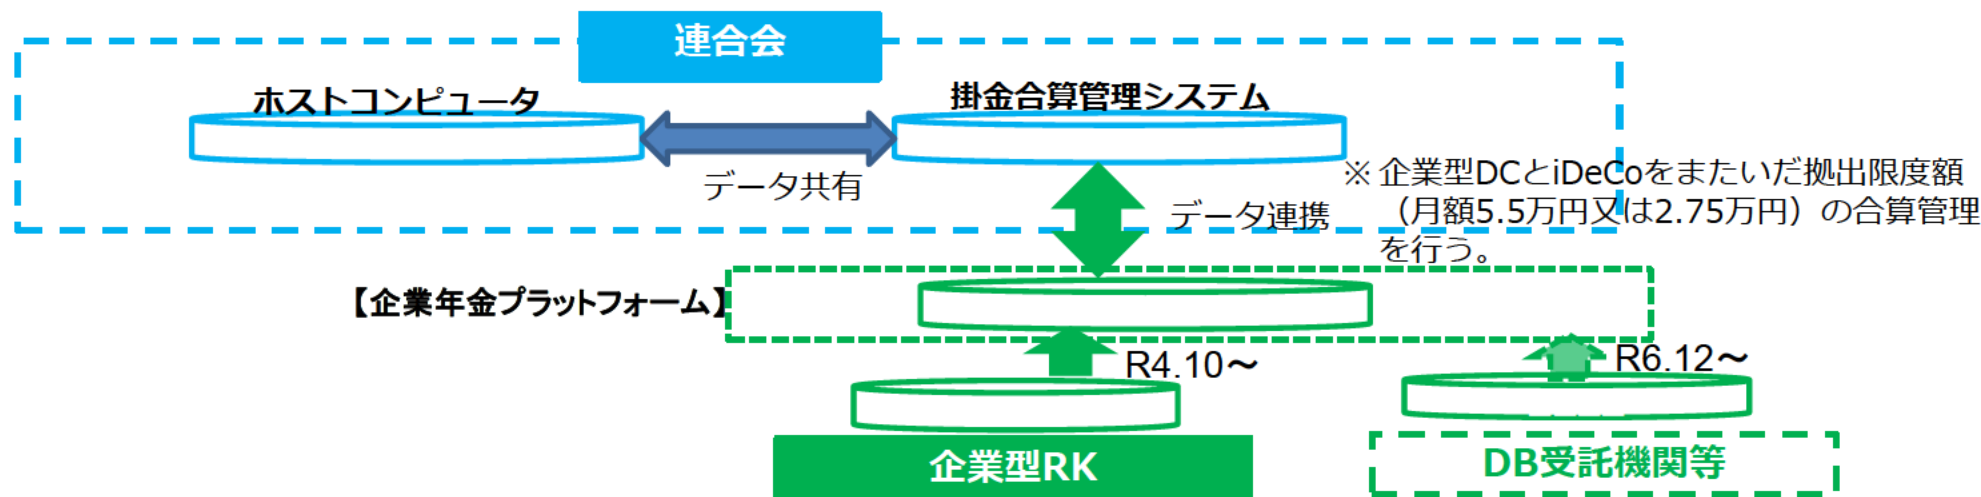 連合会
ホストコンピュータ
掛金合算管理システム
データ共有
データ連携
※ 企業型DCとiDeCoをまたいだ拠出限度額
（月額5.5万円又は2.75万円）の合算管理
を行う。
【企業年金プラットフォーム】
R4.10～
R6.12～
企業型RK
DB受託機関等